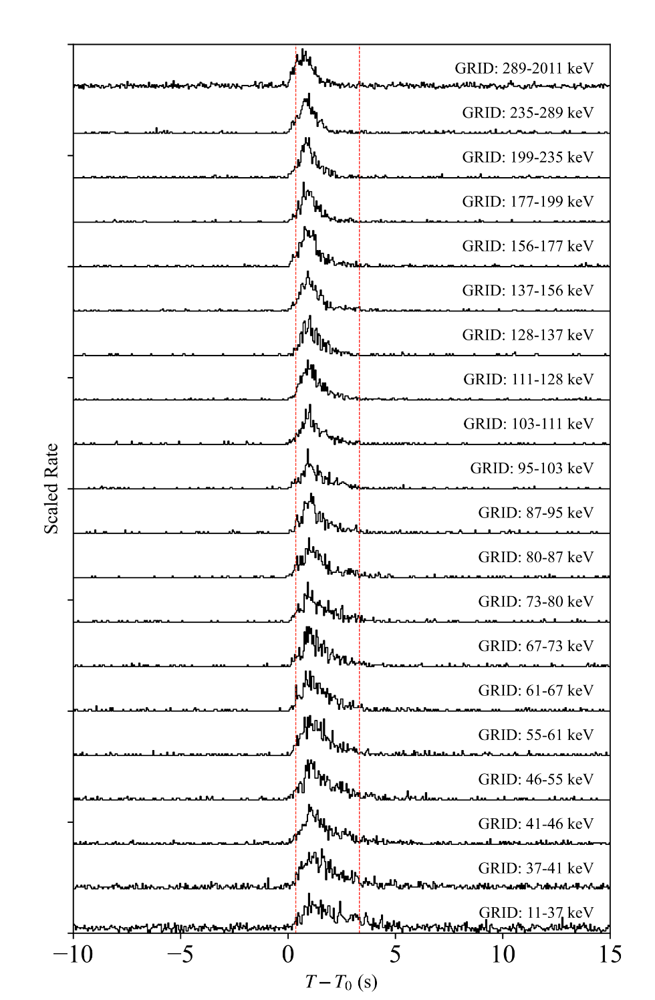 GRID: 289-2011 keV
GRID: 235-289 keV
GRID: 199-235 keV
GRID: 177-199 keV
GRID: 156-177 keV
GRID: 137-156 keV
GRID: 128-137 keV
GRID: 111-128 keV
GRID: 103-111 keV
GRID: 95-103 keV
GRID: 87-95 keV
GRID: 80-87 keV
GRID: 73-80 keV
GRID: 67-73 keV
GRID: 61-67 keV
GRID: 55-61 keV
GRID: 46-55 keV
GRID: 41-46 keV
GRID: 37-41 keV
GRID: 11-37 keV
Scaled Rate
−10 −5 0 5 10 15
T − T₀ (s)